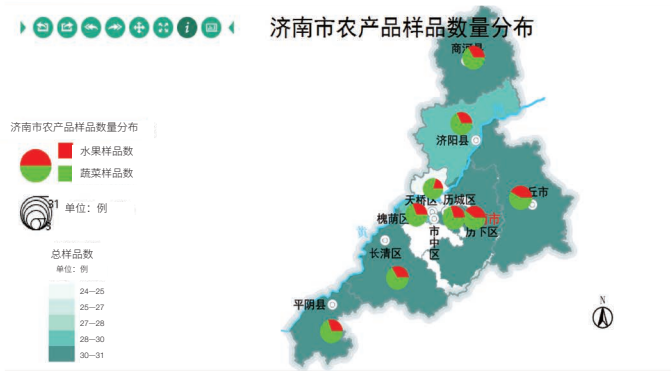 济南市农产品样品数量分布
商河县
济南市农产品样品数量分布
水果样品数
蔬菜样品数
济阳县
31
单位：例
天桥区
历城区
丘市
槐荫区
市
历下区
市中区
长清区
总样品数
单位：例
24—25
25—27
27—28
28—30
30—31
平阴县
N